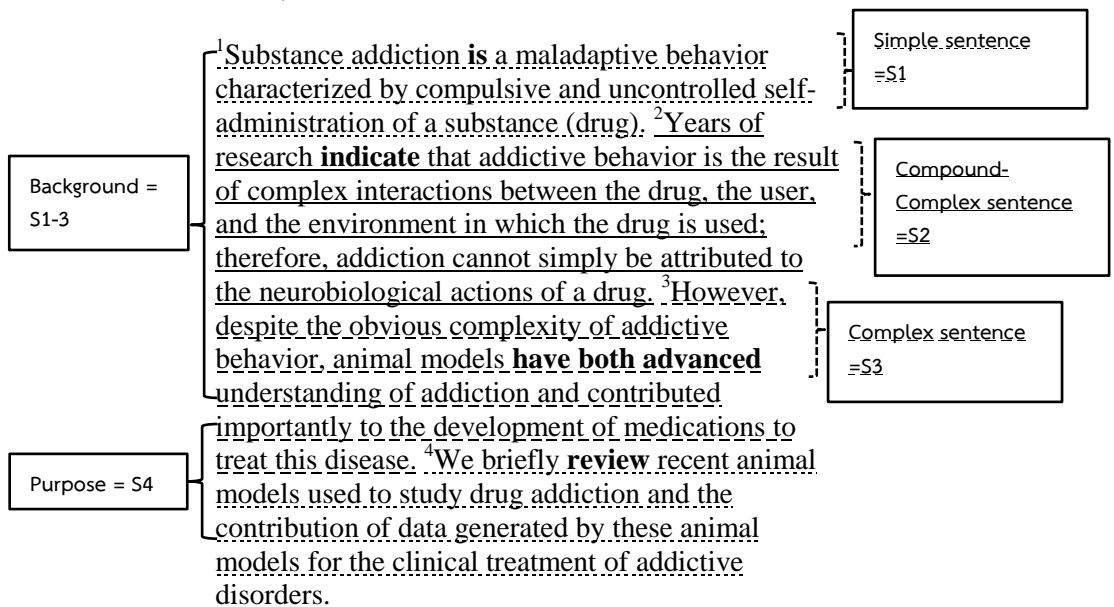 ¹Substance addiction is a maladaptive behavior
characterized by compulsive and uncontrolled self-
administration of a substance (drug). ²Years of
research indicate that addictive behavior is the result
of complex interactions between the drug, the user,
and the environment in which the drug is used;
therefore, addiction cannot simply be attributed to
the neurobiological actions of a drug. ³However,
despite the obvious complexity of addictive
behavior, animal models have both advanced
understanding of addiction and contributed
importantly to the development of medications to
treat this disease. ⁴We briefly review recent animal
models used to study drug addiction and the
contribution of data generated by these animal
models for the clinical treatment of addictive
disorders.
Background =
S1-3
Purpose = S4
Simple sentence
=S1
Compound-
Complex sentence
=S2
Complex sentence
=S3